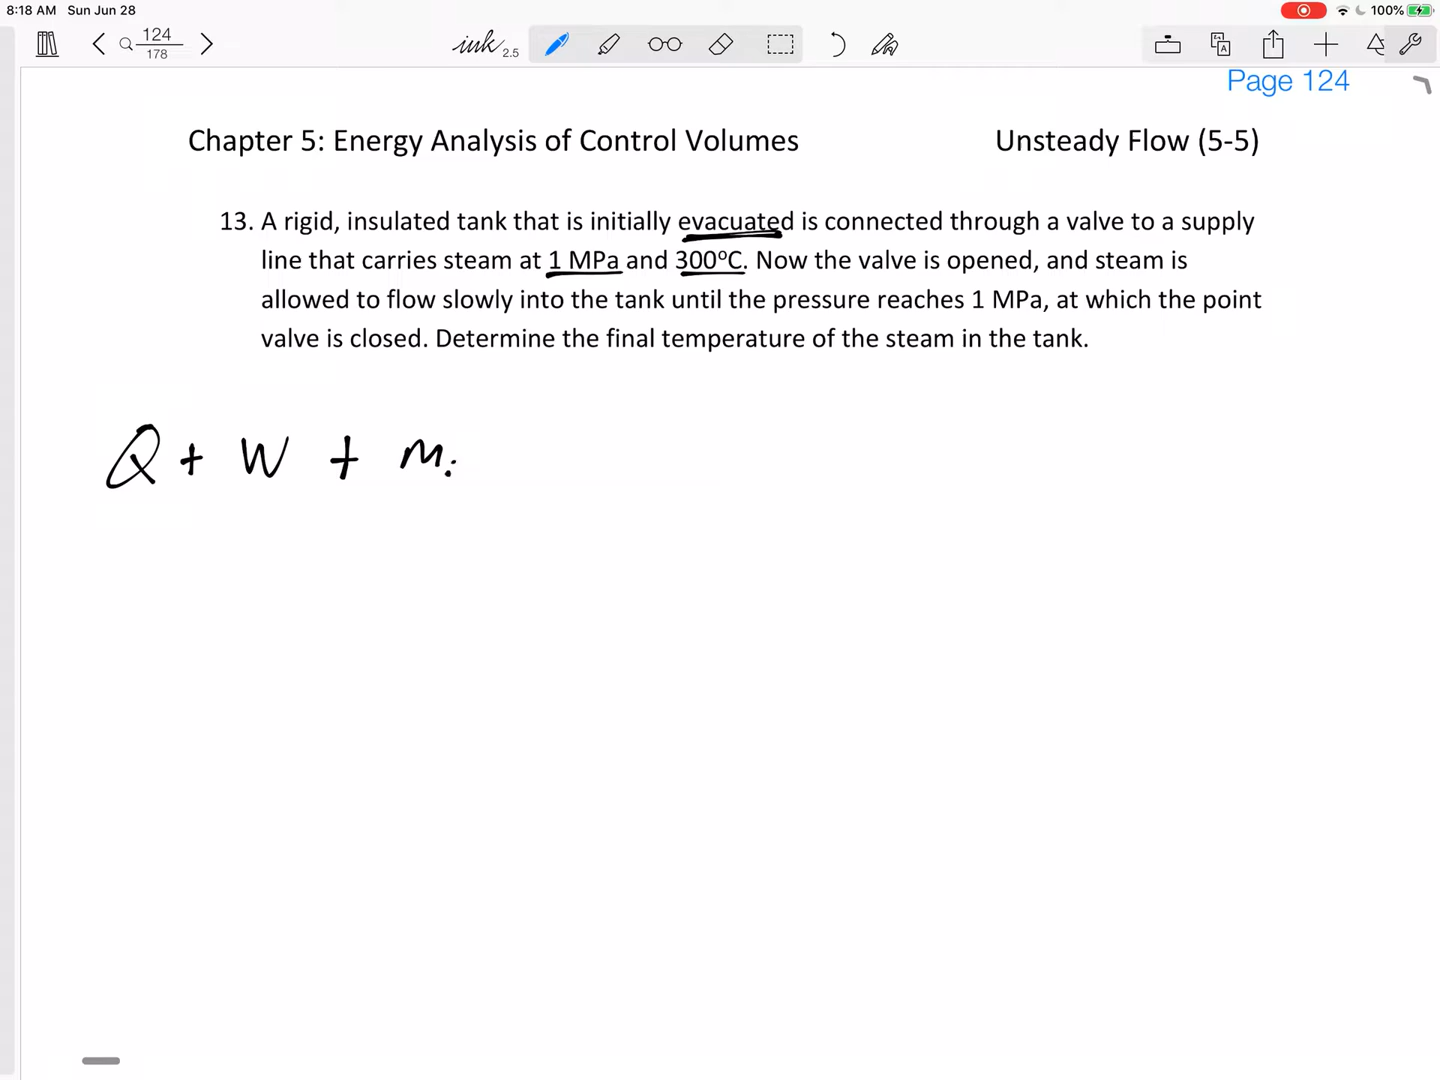 8:18 AM Sun Jun 28 100%
124
178
ink 2.5
Page 124
Chapter 5: Energy Analysis of Control Volumes Unsteady Flow (5-5)
13. A rigid, insulated tank that is initially evacuated is connected through a valve to a supply
line that carries steam at 1 MPa and 300°C. Now the valve is opened, and steam is
allowed to flow slowly into the tank until the pressure reaches 1 MPa, at which the point
valve is closed. Determine the final temperature of the steam in the tank.
Q + W + m: